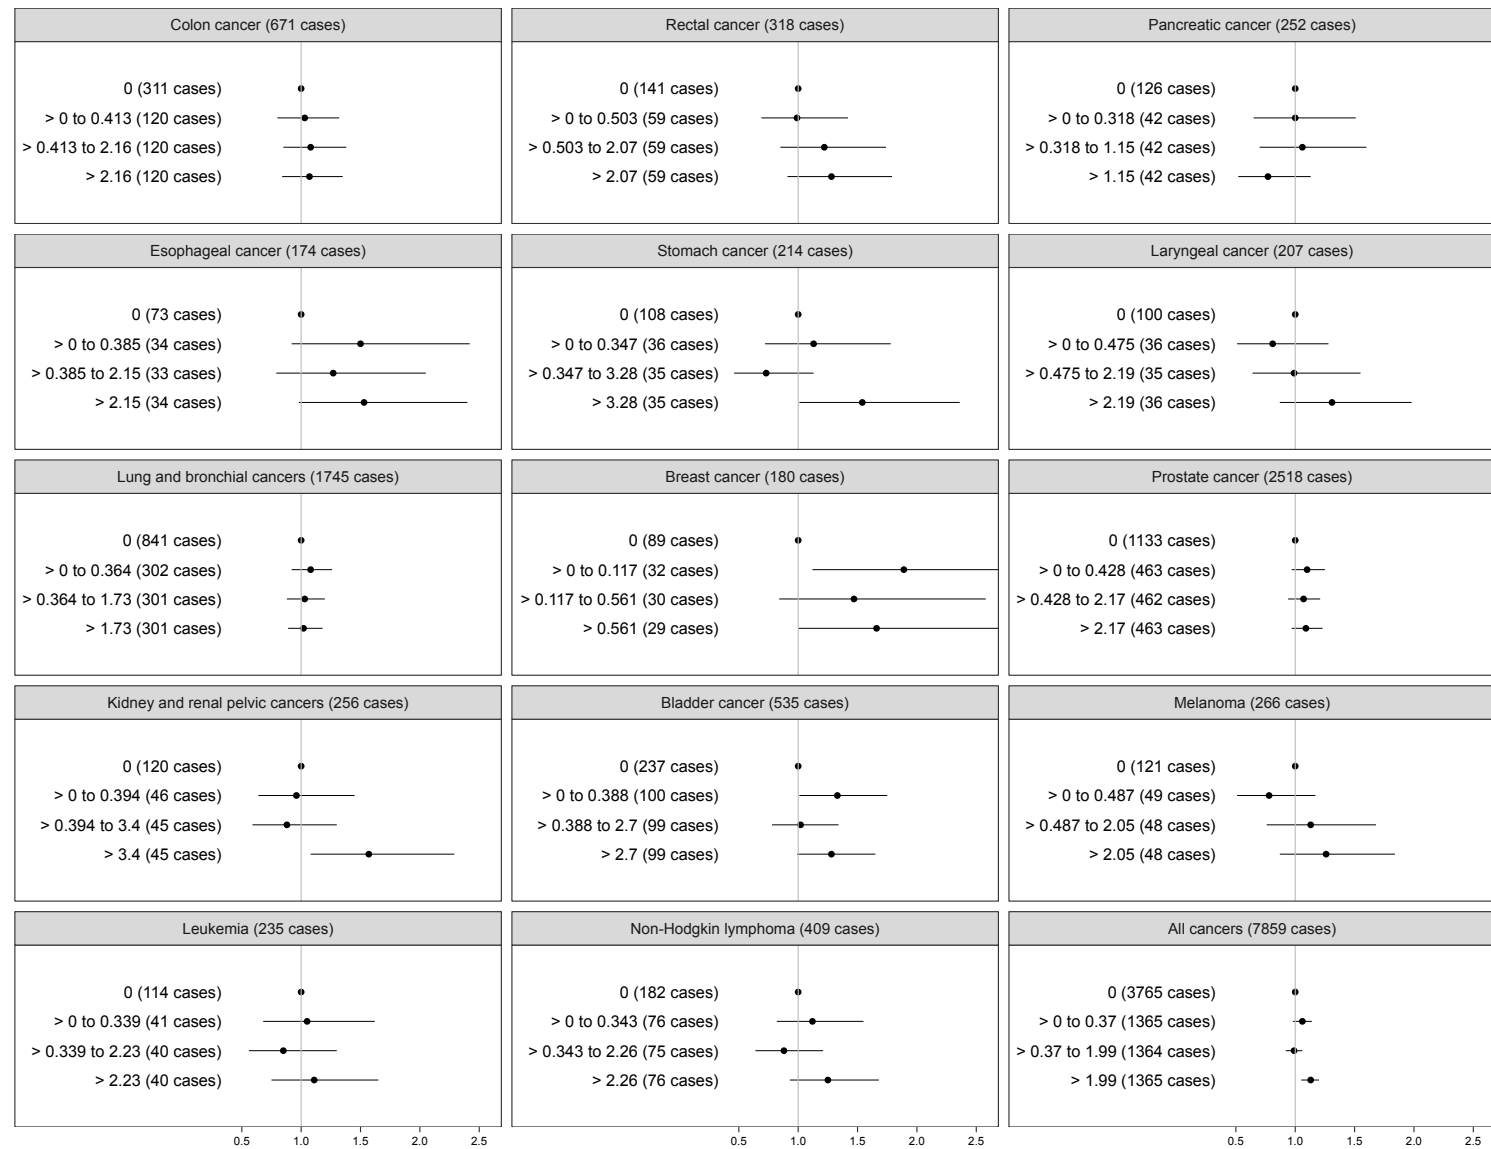 Colon cancer (671 cases)
0 (311 cases)
> 0 to 0.413 (120 cases)
> 0.413 to 2.16 (120 cases)
> 2.16 (120 cases)
Rectal cancer (318 cases)
0 (141 cases)
> 0 to 0.503 (59 cases)
> 0.503 to 2.07 (59 cases)
> 2.07 (59 cases)
Pancreatic cancer (252 cases)
0 (126 cases)
> 0 to 0.318 (42 cases)
> 0.318 to 1.15 (42 cases)
> 1.15 (42 cases)
Esophageal cancer (174 cases)
0 (73 cases)
> 0 to 0.385 (34 cases)
> 0.385 to 2.15 (33 cases)
> 2.15 (34 cases)
Stomach cancer (214 cases)
0 (108 cases)
> 0 to 0.347 (36 cases)
> 0.347 to 3.28 (35 cases)
> 3.28 (35 cases)
Laryngeal cancer (207 cases)
0 (100 cases)
> 0 to 0.475 (36 cases)
> 0.475 to 2.19 (35 cases)
> 2.19 (36 cases)
Lung and bronchial cancers (1745 cases)
0 (841 cases)
> 0 to 0.364 (302 cases)
> 0.364 to 1.73 (301 cases)
> 1.73 (301 cases)
Breast cancer (180 cases)
0 (89 cases)
> 0 to 0.117 (32 cases)
> 0.117 to 0.561 (30 cases)
> 0.561 (29 cases)
Prostate cancer (2518 cases)
0 (1133 cases)
> 0 to 0.428 (463 cases)
> 0.428 to 2.17 (462 cases)
> 2.17 (463 cases)
Kidney and renal pelvic cancers (256 cases)
0 (120 cases)
> 0 to 0.394 (46 cases)
> 0.394 to 3.4 (45 cases)
> 3.4 (45 cases)
Bladder cancer (535 cases)
0 (237 cases)
> 0 to 0.388 (100 cases)
> 0.388 to 2.7 (99 cases)
> 2.7 (99 cases)
Melanoma (266 cases)
0 (121 cases)
> 0 to 0.487 (49 cases)
> 0.487 to 2.05 (48 cases)
> 2.05 (48 cases)
Leukemia (235 cases)
0 (114 cases)
> 0 to 0.339 (41 cases)
> 0.339 to 2.23 (40 cases)
> 2.23 (40 cases)
Non-Hodgkin lymphoma (409 cases)
0 (182 cases)
> 0 to 0.343 (76 cases)
> 0.343 to 2.26 (75 cases)
> 2.26 (76 cases)
All cancers (7859 cases)
0 (3765 cases)
> 0 to 0.37 (1365 cases)
> 0.37 to 1.99 (1364 cases)
> 1.99 (1365 cases)
0.5 1.0 1.5 2.0 2.5
0.5 1.0 1.5 2.0 2.5
0.5 1.0 1.5 2.0 2.5